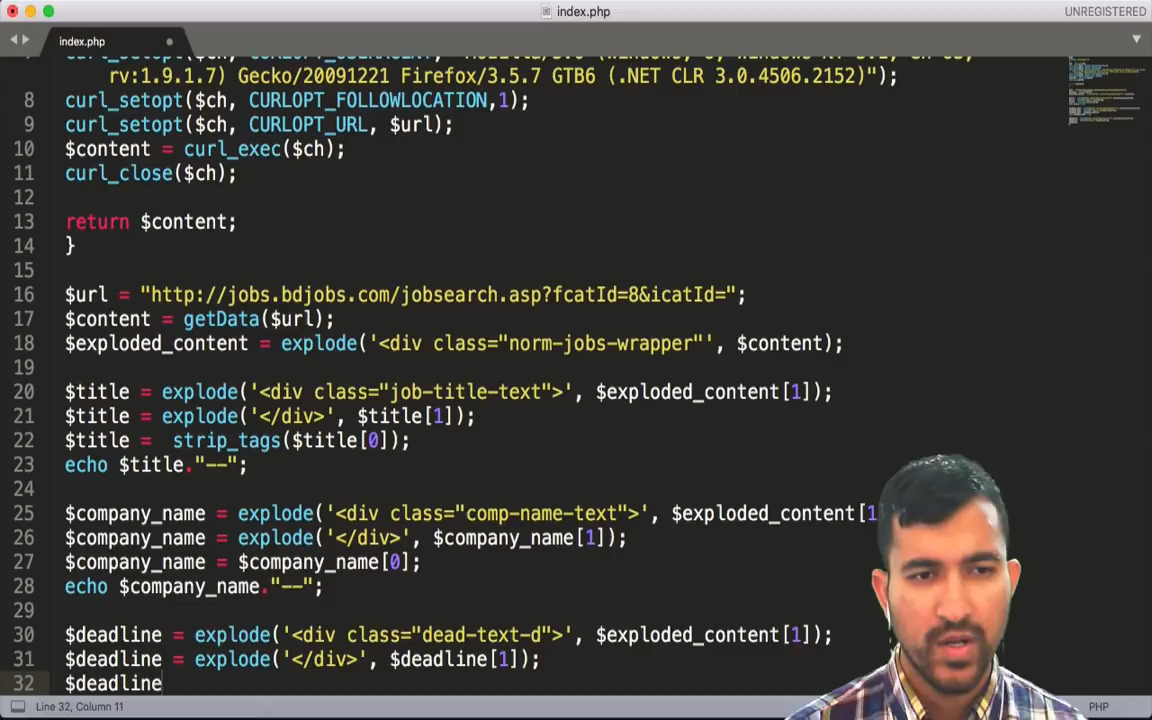 index.php
UNREGISTERED
index.php
rv:1.9.1.7) Gecko/20091221 Firefox/3.5.7 GTB6 (.NET CLR 3.0.4506.2152)");
8 curl_setopt($ch, CURLOPT_FOLLOWLOCATION,1);
9 curl_setopt($ch, CURLOPT_URL, $url);
10 $content = curl_exec($ch);
11 curl_close($ch);
12
13 return $content;
14 }
15
16 $url = "http://jobs.bdjobs.com/jobsearch.asp?fcatId=8&icatId=";
17 $content = getData($url);
18 $exploded_content = explode('<div class="norm-jobs-wrapper"', $content);
19
20 $title = explode('<div class="job-title-text">', $exploded_content[1]);
21 $title = explode('</div>', $title[1]);
22 $title =  strip_tags($title[0]);
23 echo $title."--";
24
25 $company_name = explode('<div class="comp-name-text">', $exploded_content[1
26 $company_name = explode('</div>', $company_name[1]);
27 $company_name = $company_name[0];
28 echo $company_name."--";
29
30 $deadline = explode('<div class="dead-text-d">', $exploded_content[1]);
31 $deadline = explode('</div>', $deadline[1]);
32 $deadline
Line 32, Column 11
PHP